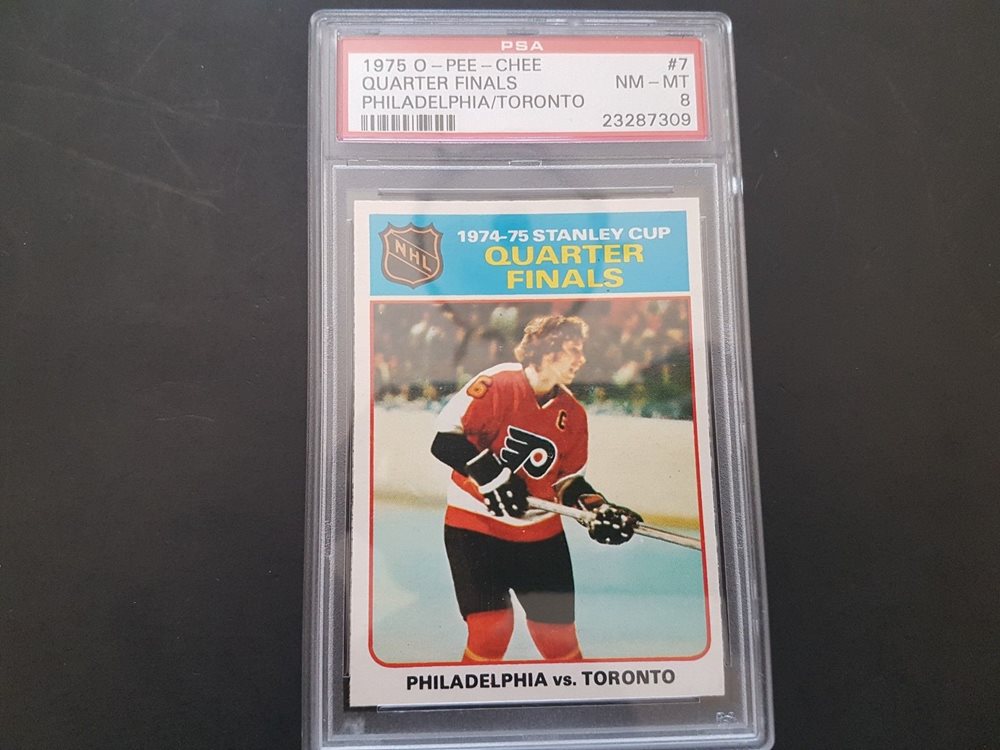 PSA
1975 O-PEE-CHEE #7
QUARTER FINALS NM-MT
PHILADELPHIA/TORONTO 8
23287309
NHL
1974-75 STANLEY CUP
QUARTER
FINALS
6
C
P
PHILADELPHIA vs. TORONTO